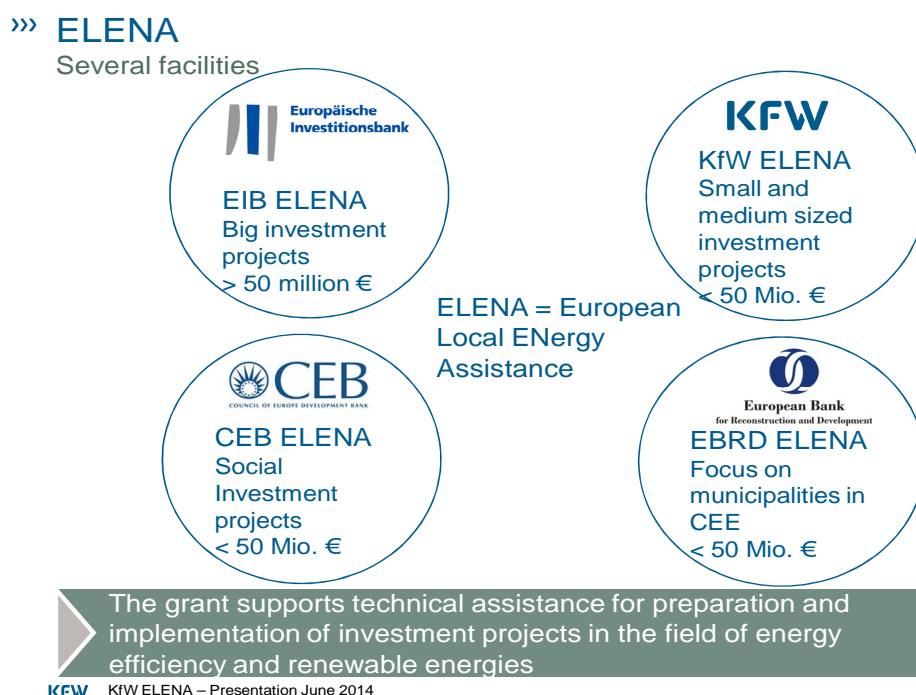 ››› ELENA
Several facilities
Europäische
Investitionsbank
EIB ELENA
Big investment
projects
> 50 million €
KFW
KfW ELENA
Small and
medium sized
investment
projects
< 50 Mio. €
ELENA = European
Local ENergy
Assistance
CEB
COUNCIL OF EUROPE DEVELOPMENT BANK
CEB ELENA
Social
Investment
projects
< 50 Mio. €
European Bank
for Reconstruction and Development
EBRD ELENA
Focus on
municipalities in
CEE
< 50 Mio. €
The grant supports technical assistance for preparation and
implementation of investment projects in the field of energy
efficiency and renewable energies
KFW KfW ELENA – Presentation June 2014